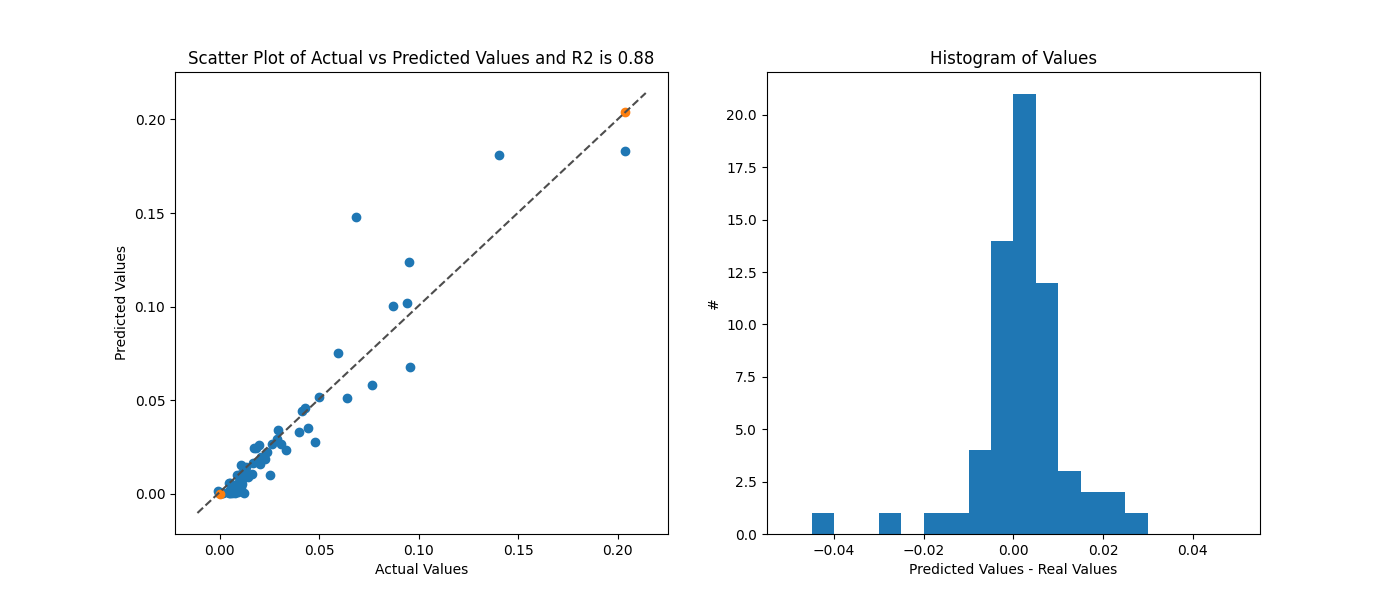 Scatter Plot of Actual vs Predicted Values and R2 is 0.88
0.20
0.15
0.10
0.05
0.00
Predicted Values
0.00 0.05 0.10 0.15 0.20
Actual Values
Histogram of Values
20.0
17.5
15.0
12.5
10.0
7.5
5.0
2.5
0.0
#
−0.04 −0.02 0.00 0.02 0.04
Predicted Values - Real Values